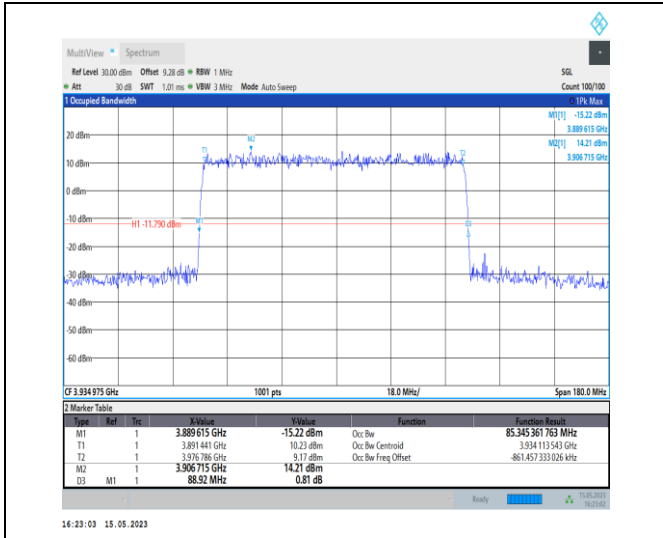 MultiView Spectrum
Ref Level 30.00 dBm Offset 9.28 dB RBW 1 MHz SGL
Att 30 dB SWT 1.01 ms VBW 3 MHz Mode Auto Sweep Count 100/100
1 Occupied Bandwidth 1Pk Max
M1[1] -15.22 dBm
3.889 615 GHz
M2[1] 14.21 dBm
3.906 715 GHz
20 dBm
M2
T1
T2
10 dBm
0 dBm
-10 dBm
H1 -11.790 dBm
M1
D3
-20 dBm
-30 dBm
-40 dBm
-50 dBm
-60 dBm
CF 3.934 975 GHz 1001 pts 18.0 MHz/ Span 180.0 MHz
2 Marker Table
Type Ref Trc X-Value Y-Value Function Function Result
M1 1 3.889 615 GHz -15.22 dBm Occ Bw 85.345 361 763 MHz
T1 1 3.891 441 GHz 10.23 dBm Occ Bw Centroid 3.934 113 543 GHz
T2 1 3.976 786 GHz 9.17 dBm Occ Bw Freq Offset -861.457 333 026 kHz
M2 1 3.906 715 GHz 14.21 dBm
D3 M1 1 88.92 MHz 0.81 dB
Ready 15.05.2023
16:23:02
16:23:03 15.05.2023